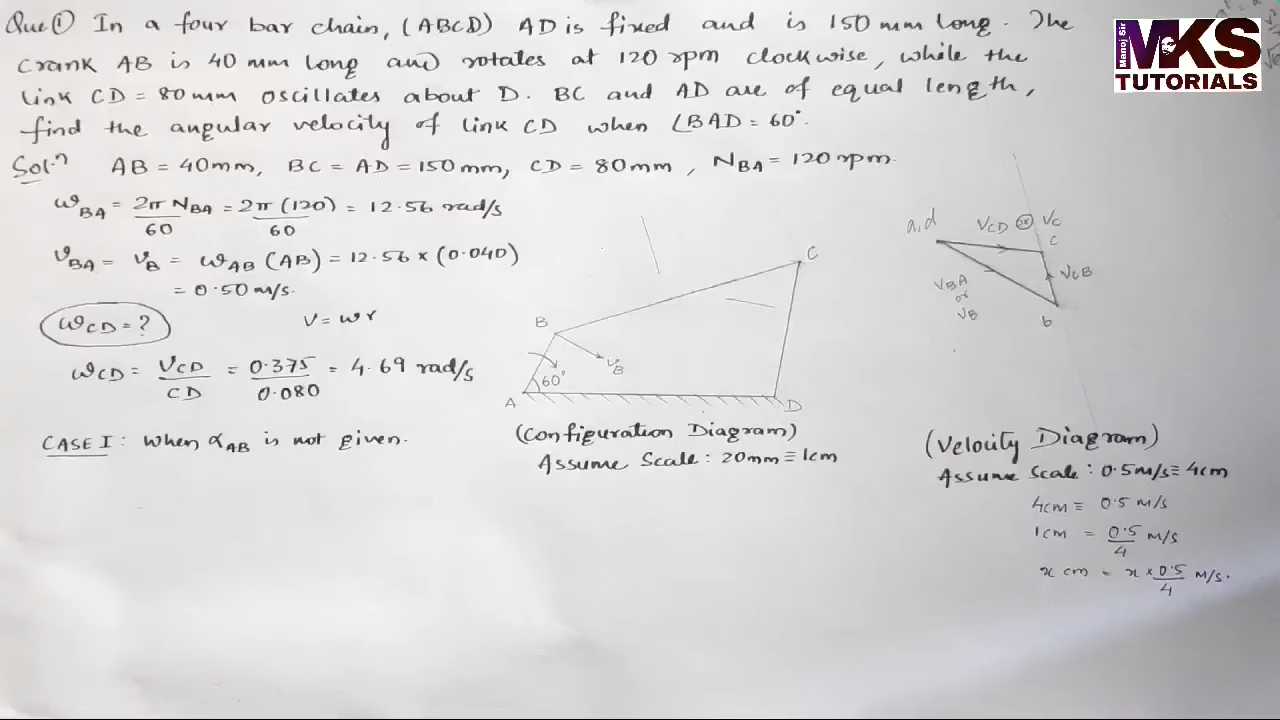 Que ① In a four bar chain, (ABCD) AD is fixed and is 150 mm long. The
crank AB is 40 mm long and rotates at 120 rpm clockwise, while the
link CD = 80 mm oscillates about D. BC and AD are of equal length,
find the angular velocity of link CD when ∠BAD = 60°.
Solⁿ AB = 40mm, BC = AD = 150 mm, CD = 80 mm, N_BA = 120 rpm.
ω_BA = 2π N_BA / 60 = 2π (120) / 60 = 12.56 rad/s
v_BA = v_B = ω_AB (AB) = 12.56 × (0.040)
= 0.50 m/s.
ω_CD = ?
V = ωr
ω_CD = V_CD / CD = 0.375 / 0.080 = 4.69 rad/s
CASE I : When α_AB is not given.
C
B
V_B
60°
A
D
(Configuration Diagram)
Assume Scale : 20mm ≡ 1cm
a,d
V_CD or V_C
c
V_CB
V_BA
or
V_B
b
(Velocity Diagram)
Assume Scale : 0.5 m/s ≡ 4cm
4cm ≡ 0.5 m/s
1cm = 0.5 / 4 m/s
x cm = x × 0.5 / 4 m/s.
Manoj Sir
MKS
TUTORIALS